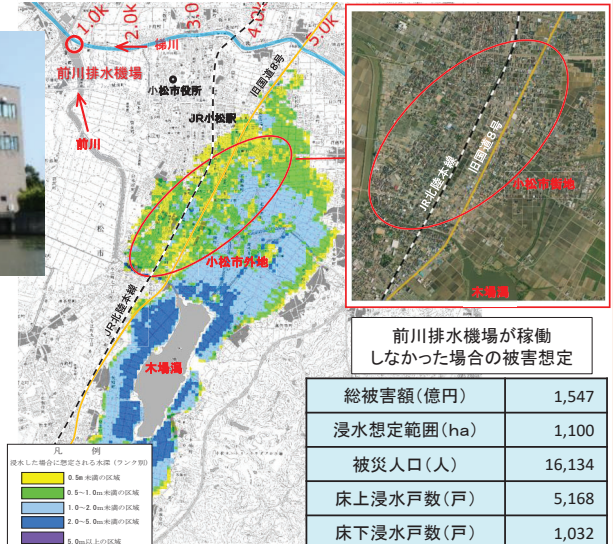 1.0k
2.0k
3.0
4.0k
5.0k
梯川
前川排水機場
小松市役所
旧国道8号
JR小松駅
前川
小松市
小松市外地
JR北陸本線
木場潟
JR北陸本線
旧国道8号
小松市街地
木場潟
前川排水機場が稼働
しなかった場合の被害想定
総被害額(億円) 1,547
浸水想定範囲(ha) 1,100
被災人口(人) 16,134
床上浸水戸数(戸) 5,168
床下浸水戸数(戸) 1,032
凡 例
浸水した場合に想定される水深(ランク別)
0.5m未満の区域
0.5~1.0m未満の区域
1.0~2.0m未満の区域
2.0~5.0m未満の区域
5.0m以上の区域